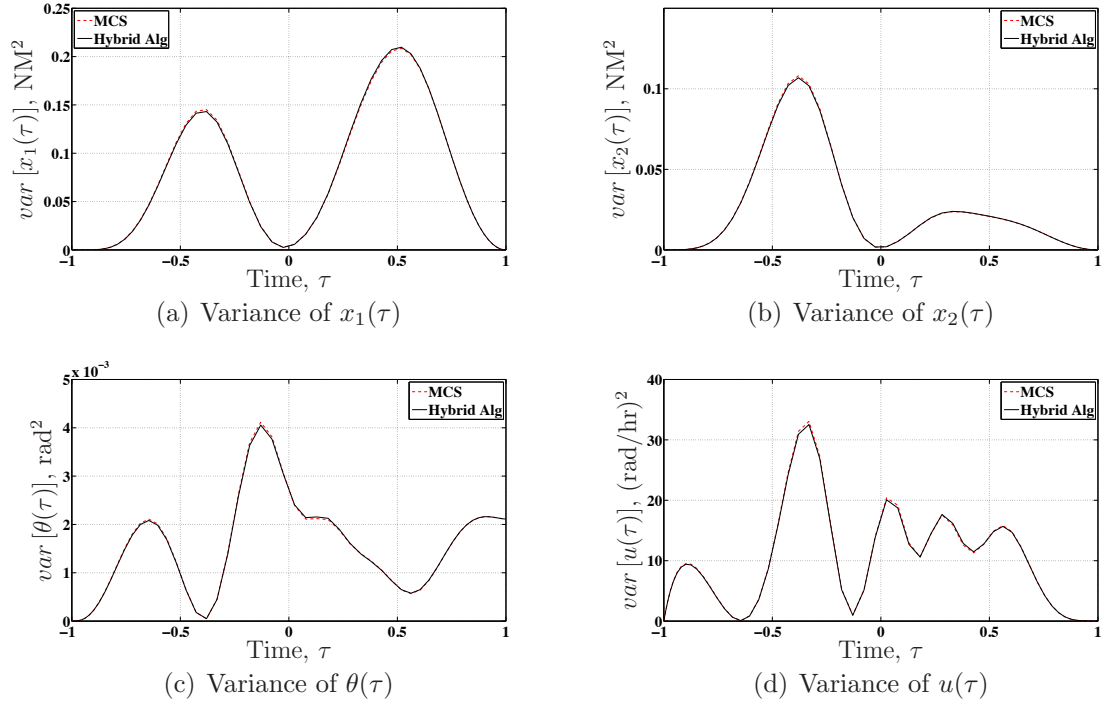 0.25
0.2
0.15
0.1
0.05
0
−1
−0.5
0
0.5
1
MCS
Hybrid Alg
var [x₁(τ)], NM²
Time, τ
(a) Variance of x₁(τ)
0.1
0.05
0
−1
−0.5
0
0.5
1
MCS
Hybrid Alg
var [x₂(τ)], NM²
Time, τ
(b) Variance of x₂(τ)
x 10⁻³
5
4
3
2
1
0
−1
−0.5
0
0.5
1
MCS
Hybrid Alg
var [θ(τ)], rad²
Time, τ
(c) Variance of θ(τ)
40
30
20
10
0
−1
−0.5
0
0.5
1
MCS
Hybrid Alg
var [u(τ)], (rad/hr)²
Time, τ
(d) Variance of u(τ)